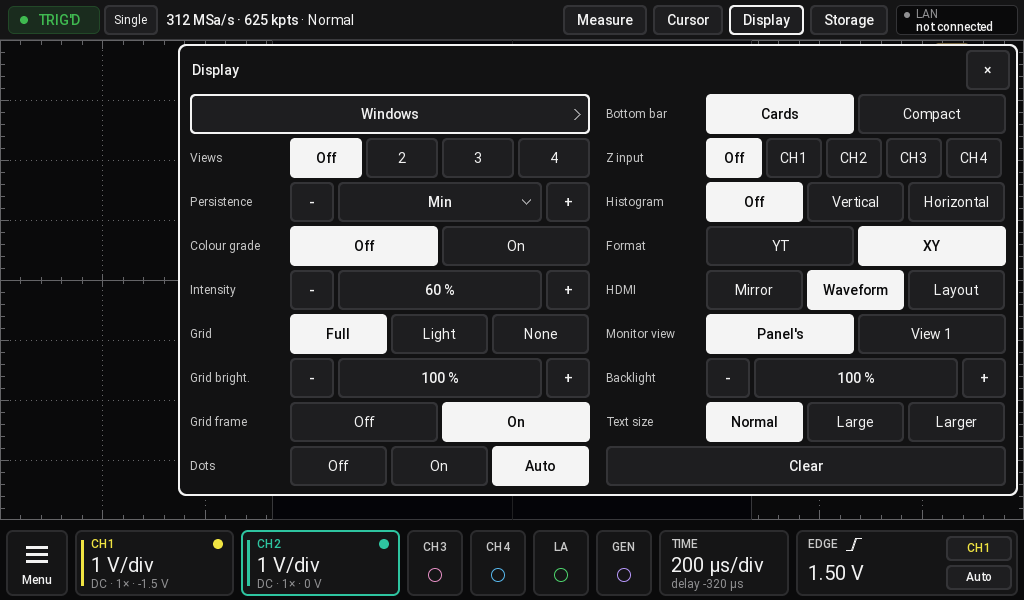 TRIG'D Single 312 MSa/s · 625 kpts · Normal Measure Cursor Display Storage LAN
not connected
Display ×
Windows Bottom bar Cards Compact
Views Off 2 3 4 Z input Off CH1 CH2 CH3 CH4
Persistence - Min + Histogram Off Vertical Horizontal
Colour grade Off On Format YT XY
Intensity - 60 % + HDMI Mirror Waveform Layout
Grid Full Light None Monitor view Panel's View 1
Grid bright. - 100 % + Backlight - 100 % +
Grid frame Off On Text size Normal Large Larger
Dots Off On Auto Clear
CH1 CH2 CH3 CH4 LA GEN TIME EDGE CH1
1 V/div 1 V/div 200 µs/div 1.50 V
Menu DC · 1× · -1.5 V DC · 1× · 0 V delay -320 µs Auto